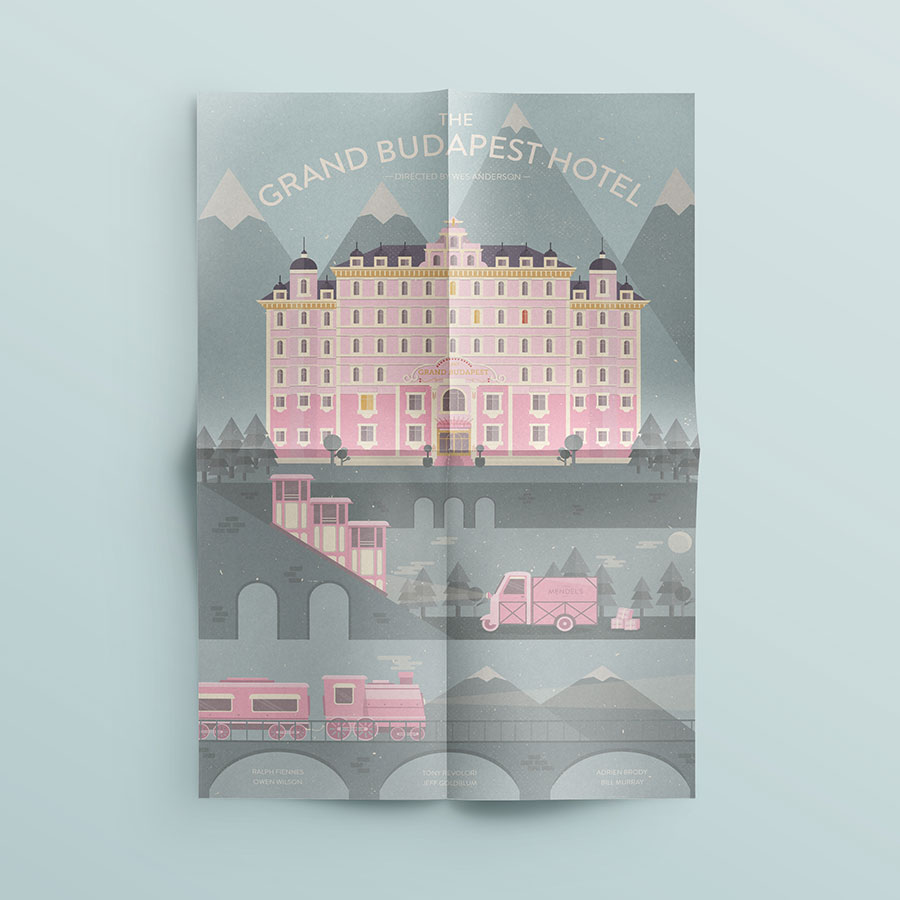 THE
GRAND BUDAPEST HOTEL
— DIRECTED BY WES ANDERSON —
GRAND BUDAPEST
MENDEL'S
RALPH FIENNES
OWEN WILSON
TONY REVOLORI
JEFF GOLDBLUM
ADRIEN BRODY
BILL MURRAY